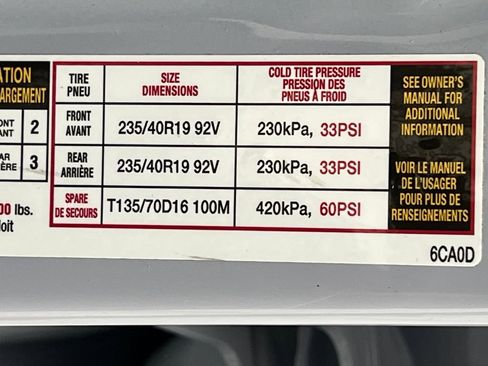 ATION
ARGEMENT
ONT 2
ANT
AR 3
IÈRE
00 lbs.
doit
TIRE SIZE COLD TIRE PRESSURE
PNEU DIMENSIONS PRESSION DES
PNEUS À FROID
FRONT
AVANT 235/40R19 92V 230kPa, 33PSI
REAR
ARRIÈRE 235/40R19 92V 230kPa, 33PSI
SPARE
DE SECOURS T135/70D16 100M 420kPa, 60PSI
SEE OWNER'S
MANUAL FOR
ADDITIONAL
INFORMATION
VOIR LE MANUEL
DE L'USAGER
POUR PLUS DE
RENSEIGNEMENTS
6CA0D